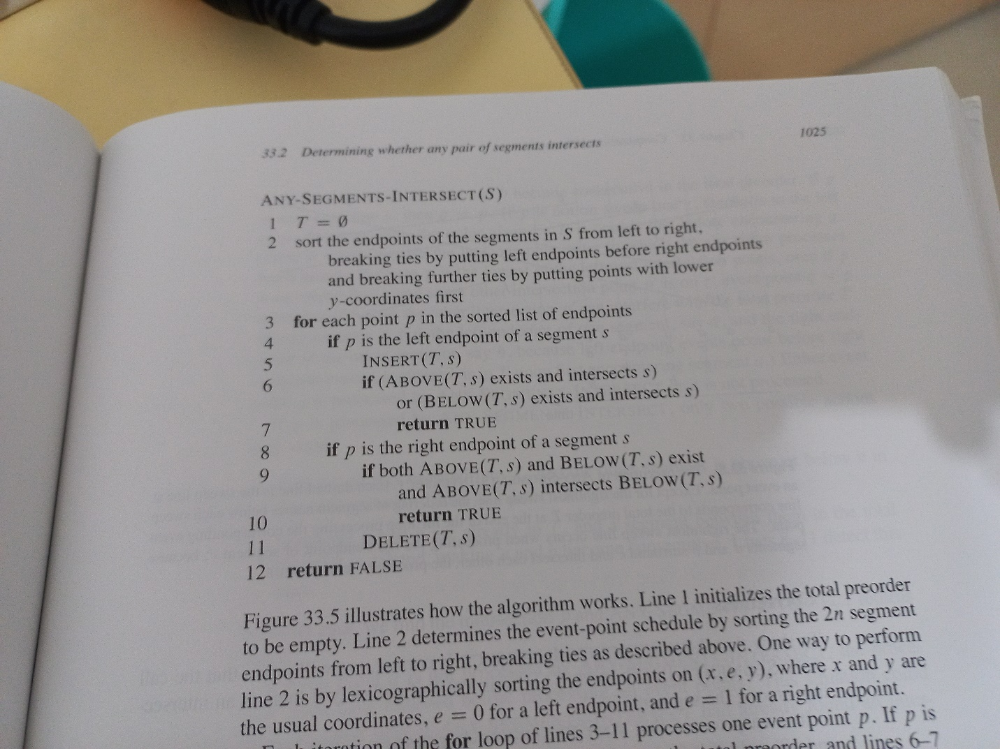 33.2 Determining whether any pair of segments intersects 1025
ANY-SEGMENTS-INTERSECT(S)
1 T = ∅
2 sort the endpoints of the segments in S from left to right,
breaking ties by putting left endpoints before right endpoints
and breaking further ties by putting points with lower
y-coordinates first
3 for each point p in the sorted list of endpoints
4 if p is the left endpoint of a segment s
5 INSERT(T, s)
6 if (ABOVE(T, s) exists and intersects s)
or (BELOW(T, s) exists and intersects s)
7 return TRUE
8 if p is the right endpoint of a segment s
9 if both ABOVE(T, s) and BELOW(T, s) exist
and ABOVE(T, s) intersects BELOW(T, s)
10 return TRUE
11 DELETE(T, s)
12 return FALSE
Figure 33.5 illustrates how the algorithm works. Line 1 initializes the total preorder
to be empty. Line 2 determines the event-point schedule by sorting the 2n segment
endpoints from left to right, breaking ties as described above. One way to perform
line 2 is by lexicographically sorting the endpoints on (x, e, y), where x and y are
the usual coordinates, e = 0 for a left endpoint, and e = 1 for a right endpoint.
iteration of the for loop of lines 3–11 processes one event point p. If p is
preorder, and lines 6–7